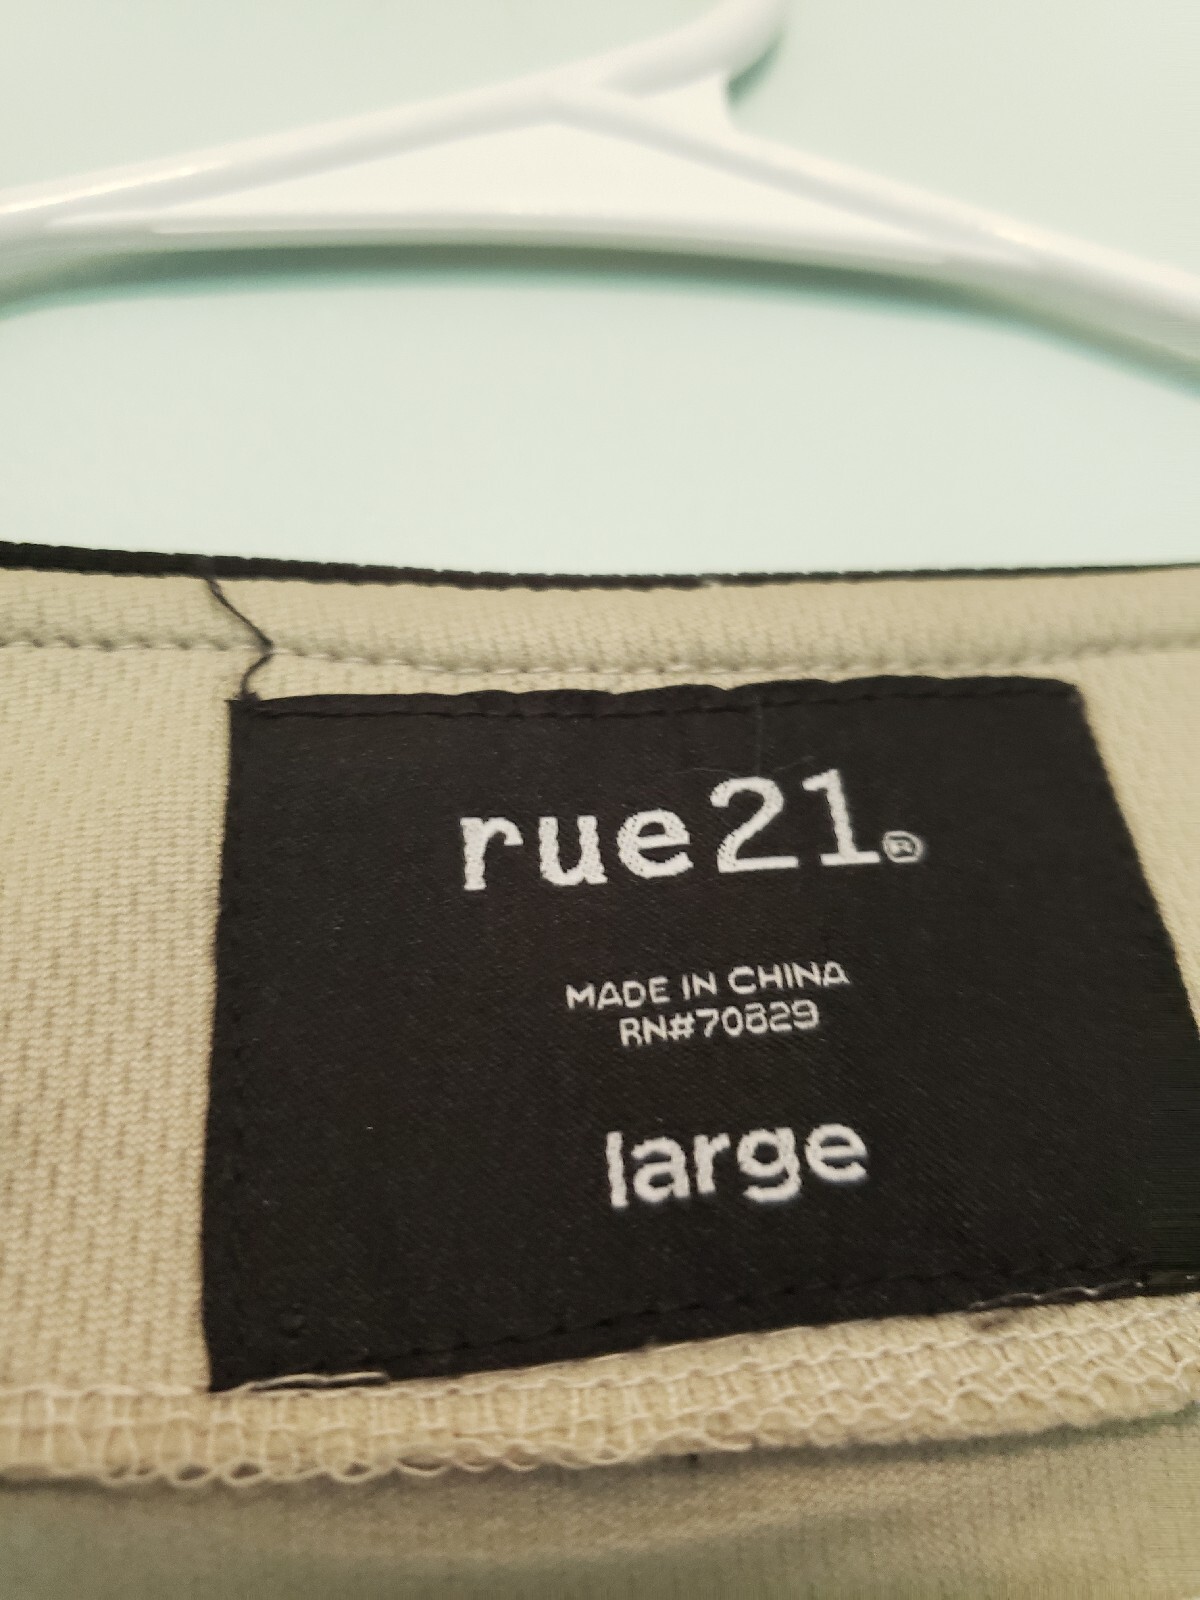 rue21®
MADE IN CHINA
RN#70829
large